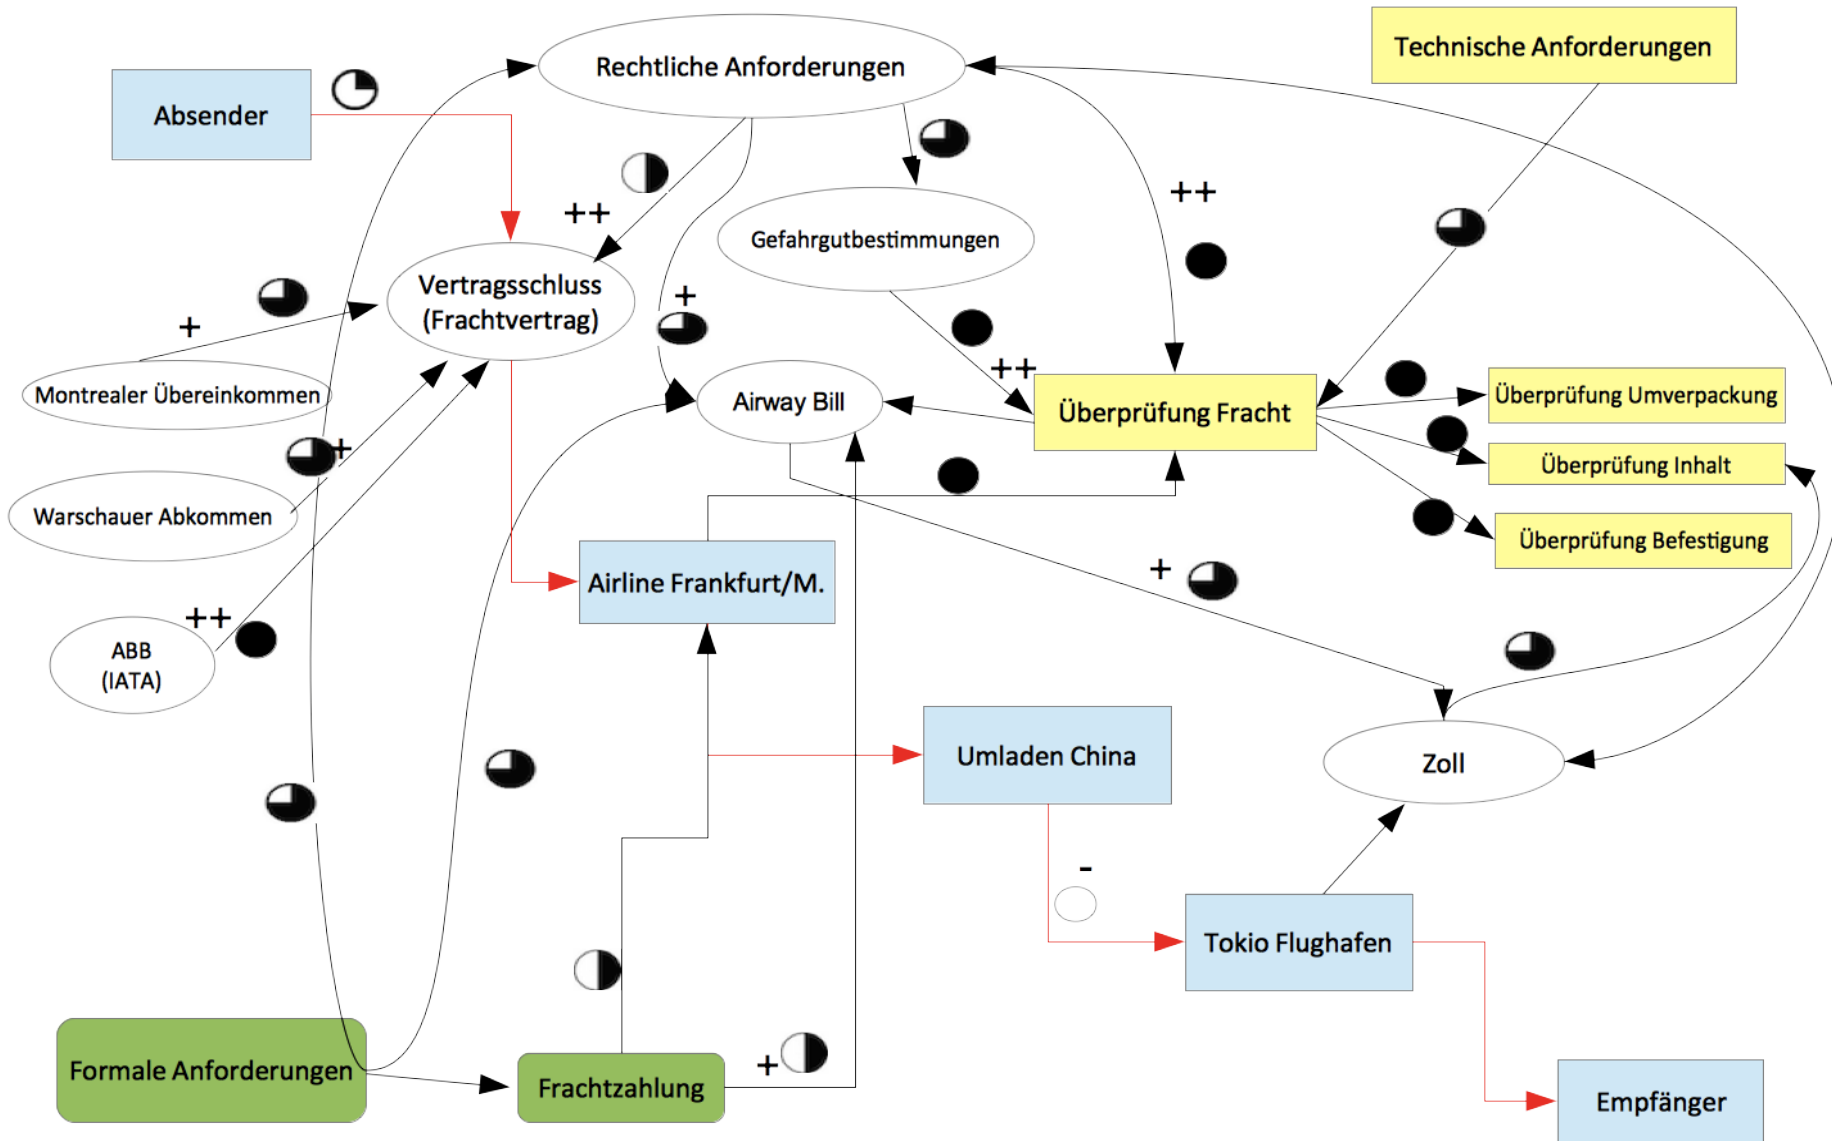 Rechtliche Anforderungen
Technische Anforderungen
Absender
++
++
Gefahrgutbestimmungen
Vertragsschluss
(Frachtvertrag)
+
+
++
Montrealer Übereinkommen
Airway Bill
Überprüfung Fracht
Überprüfung Umverpackung
+
Überprüfung Inhalt
Warschauer Abkommen
Überprüfung Befestigung
+
Airline Frankfurt/M.
++
ABB
(IATA)
Umladen China
Zoll
-
Tokio Flughafen
Formale Anforderungen
+
Frachtzahlung
Empfänger